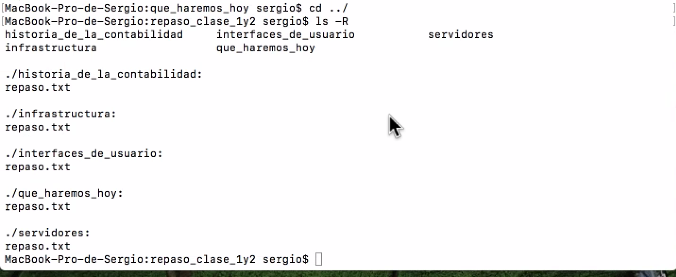 MacBook-Pro-de-Sergio:que_haremos_hoy sergio$ cd ../
MacBook-Pro-de-Sergio:repaso_clase_1y2 sergio$ ls -R
historia_de_la_contabilidad interfaces_de_usuario servidores
infrastructura que_haremos_hoy
./historia_de_la_contabilidad:
repaso.txt
./infrastructura:
repaso.txt
./interfaces_de_usuario:
repaso.txt
./que_haremos_hoy:
repaso.txt
./servidores:
repaso.txt
MacBook-Pro-de-Sergio:repaso_clase_1y2 sergio$